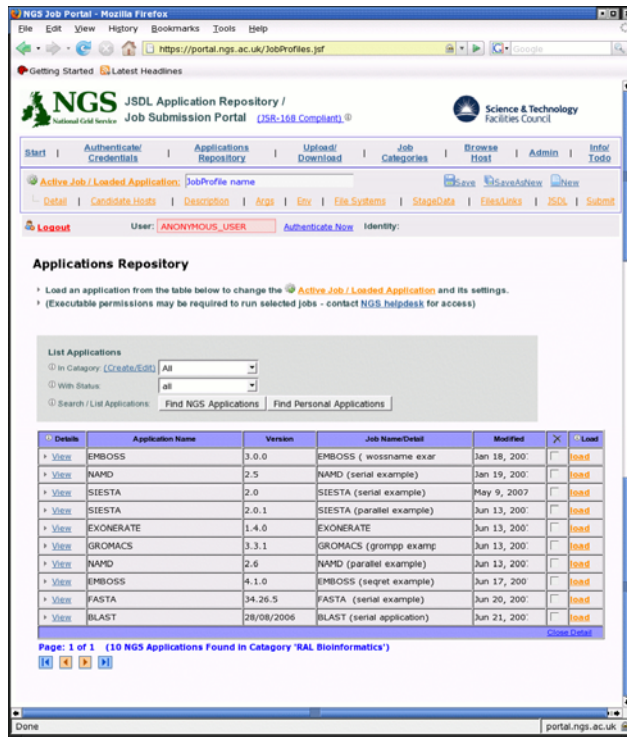 NGS Job Portal - Mozilla Firefox
File Edit View History Bookmarks Tools Help
https://portal.ngs.ac.uk/JobProfiles.jsf
Google
Getting Started Latest Headlines
NGS
National Grid Service
JSDL Application Repository /
Job Submission Portal (JSR-168 Compliant)
Science & Technology
Facilities Council
Start | Authenticate/ Credentials | Applications Repository | Upload/ Download | Job Categories | Browse Host | Admin | Info/ Todo
Active Job / Loaded Application: JobProfile name Save SaveAsNew New
Detail | Candidate Hosts | Description | Args | Env | File Systems | StageData | Files/Links | JSDL | Submit
Logout User: ANONYMOUS_USER Authenticate Now Identity:
Applications Repository
Load an application from the table below to change the Active Job / Loaded Application and its settings.
(Executable permissions may be required to run selected jobs - contact NGS helpdesk for access)
List Applications
In Catagory: (Create/Edit) All
With Status: all
Search / List Applications: Find NGS Applications Find Personal Applications
Details Application Name Version Job Name/Detail Modified Load
View EMBOSS 3.0.0 EMBOSS ( wossname exar Jan 18, 200 load
View NAMD 2.5 NAMD (serial example) Jan 19, 200 load
View SIESTA 2.0 SIESTA (serial example) May 9, 2007 load
View SIESTA 2.0.1 SIESTA (parallel example) Jun 13, 200 load
View EXONERATE 1.4.0 EXONERATE Jun 13, 200 load
View GROMACS 3.3.1 GROMACS (grompp examp Jun 13, 200 load
View NAMD 2.6 NAMD (parallel example) Jun 13, 200 load
View EMBOSS 4.1.0 EMBOSS (seqret example) Jun 17, 200 load
View FASTA 34.26.5 FASTA (serial example) Jun 20, 200 load
View BLAST 28/08/2006 BLAST (serial application) Jun 21, 200 load
Close Detail
Page: 1 of 1 (10 NGS Applications Found in Catagory 'RAL Bioinformatics')
Done portal.ngs.ac.uk